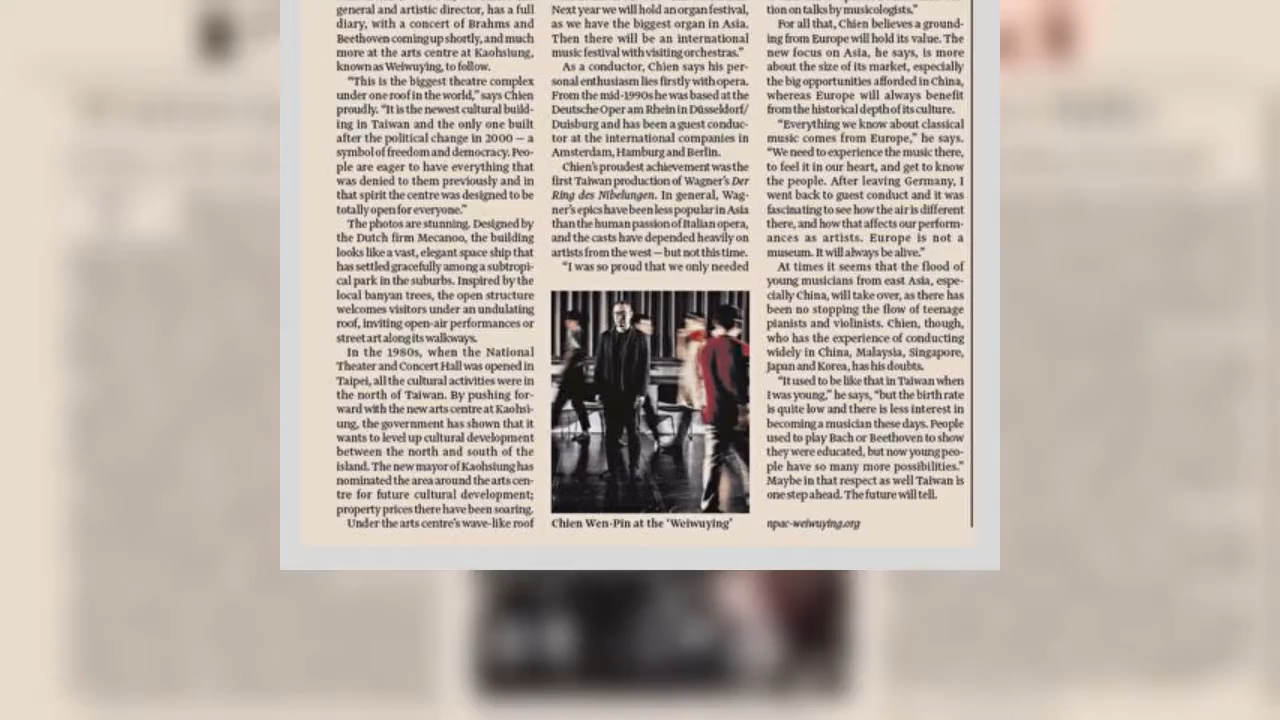 general and artistic director, has a full
diary, with a concert of Brahms and
Beethoven coming up shortly, and much
more at the arts centre at Kaohsiung,
known as Weiwuying, to follow.
“This is the biggest theatre complex
under one roof in the world,” says Chien
proudly. “It is the newest cultural build-
ing in Taiwan and the only one built
after the political change in 2000 — a
symbol of freedom and democracy. Peo-
ple are eager to have everything that
was denied to them previously and in
that spirit the centre was designed to be
totally open for everyone.”
The photos are stunning. Designed by
the Dutch firm Mecanoo, the building
looks like a vast, elegant space ship that
has settled gracefully among a subtropi-
cal park in the suburbs. Inspired by the
local banyan trees, the open structure
welcomes visitors under an undulating
roof, inviting open-air performances or
street art along its walkways.
In the 1980s, when the National
Theater and Concert Hall was opened in
Taipei, all the cultural activities were in
the north of Taiwan. By pushing for-
ward with the new arts centre at Kaohsi-
ung, the government has shown that it
wants to level up cultural development
between the north and south of the
island. The new mayor of Kaohsiung has
nominated the area around the arts cen-
tre for future cultural development;
property prices there have been soaring.
Under the arts centre’s wave-like roof
Next year we will hold an organ festival,
as we have the biggest organ in Asia.
Then there will be an international
music festival with visiting orchestras.”
As a conductor, Chien says his per-
sonal enthusiasm lies firstly with opera.
From the mid-1990s he was based at the
Deutsche Oper am Rhein in Düsseldorf/
Duisburg and has been a guest conduc-
tor at the international companies in
Amsterdam, Hamburg and Berlin.
Chien’s proudest achievement was the
first Taiwan production of Wagner’s Der
Ring des Nibelungen. In general, Wag-
ner’s epics have been less popular in Asia
than the human passion of Italian opera,
and the casts have depended heavily on
artists from the west — but not this time.
“I was so proud that we only needed
Chien Wen-Pin at the ‘Weiwuying’
tion on talks by musicologists.”
For all that, Chien believes a ground-
ing from Europe will hold its value. The
new focus on Asia, he says, is more
about the size of its market, especially
the big opportunities afforded in China,
whereas Europe will always benefit
from the historical depth of its culture.
“Everything we know about classical
music comes from Europe,” he says.
“We need to experience the music there,
to feel it in our heart, and get to know
the people. After leaving Germany, I
went back to guest conduct and it was
fascinating to see how the air is different
there, and how that affects our perform-
ances as artists. Europe is not a
museum. It will always be alive.”
At times it seems that the flood of
young musicians from east Asia, espe-
cially China, will take over, as there has
been no stopping the flow of teenage
pianists and violinists. Chien, though,
who has the experience of conducting
widely in China, Malaysia, Singapore,
Japan and Korea, has his doubts.
“It used to be like that in Taiwan when
I was young,” he says, “but the birth rate
is quite low and there is less interest in
becoming a musician these days. People
used to play Bach or Beethoven to show
they were educated, but now young peo-
ple have so many more possibilities.”
Maybe in that respect as well Taiwan is
one step ahead. The future will tell.
npac-weiwuying.org